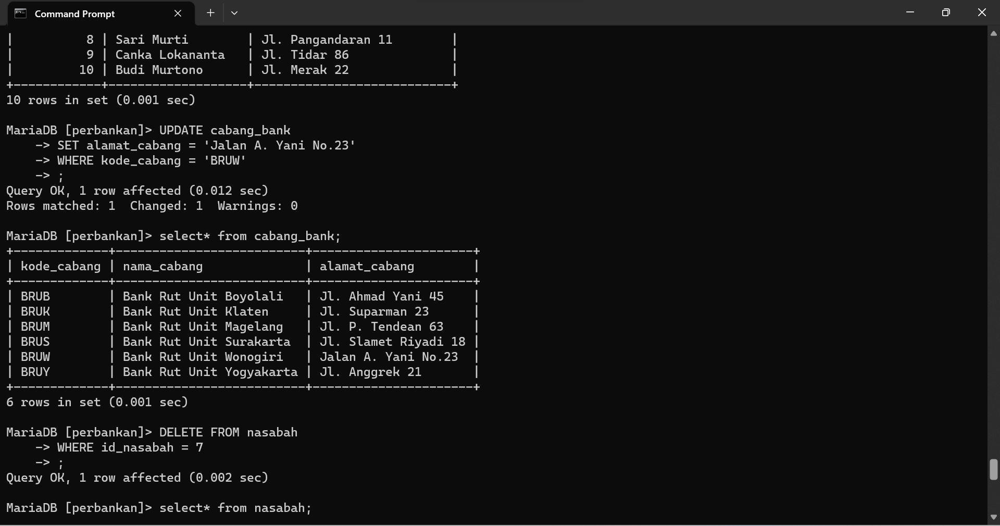 Command Prompt
|          8 | Sari Murti        | Jl. Pangandaran 11        |
|          9 | Canka Lokananta   | Jl. Tidar 86              |
|         10 | Budi Murtono      | Jl. Merak 22              |
+------------+-------------------+---------------------------+
10 rows in set (0.001 sec)

MariaDB [perbankan]> UPDATE cabang_bank
    -> SET alamat_cabang = 'Jalan A. Yani No.23'
    -> WHERE kode_cabang = 'BRUW'
    -> ;
Query OK, 1 row affected (0.012 sec)
Rows matched: 1  Changed: 1  Warnings: 0

MariaDB [perbankan]> select* from cabang_bank;
+-------------+--------------------------+----------------------+
| kode_cabang | nama_cabang              | alamat_cabang        |
+-------------+--------------------------+----------------------+
| BRUB        | Bank Rut Unit Boyolali   | Jl. Ahmad Yani 45    |
| BRUK        | Bank Rut Unit Klaten     | Jl. Suparman 23      |
| BRUM        | Bank Rut Unit Magelang   | Jl. P. Tendean 63    |
| BRUS        | Bank Rut Unit Surakarta  | Jl. Slamet Riyadi 18 |
| BRUW        | Bank Rut Unit Wonogiri   | Jalan A. Yani No.23  |
| BRUY        | Bank Rut Unit Yogyakarta | Jl. Anggrek 21       |
+-------------+--------------------------+----------------------+
6 rows in set (0.001 sec)

MariaDB [perbankan]> DELETE FROM nasabah
    -> WHERE id_nasabah = 7
    -> ;
Query OK, 1 row affected (0.002 sec)

MariaDB [perbankan]> select* from nasabah;